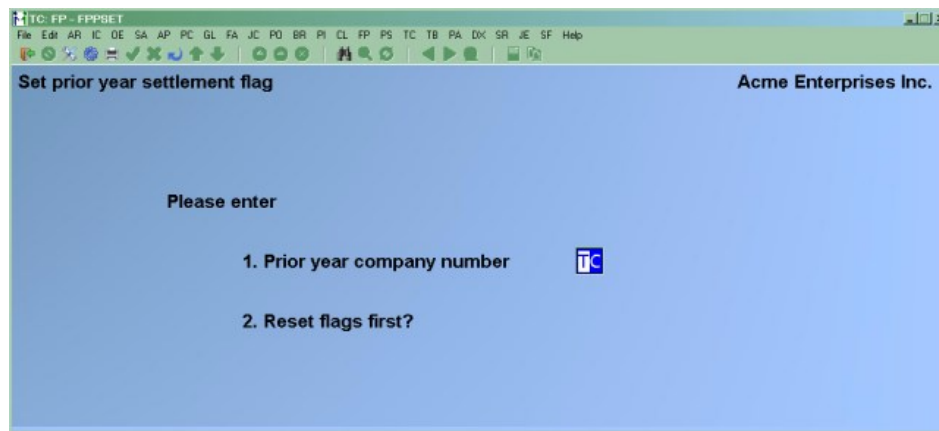 TC: FP - FPPSET
File Edit AR IC OE SA AP PC GL FA JC PO BR PI CL FP PS TC TB PA DX SR JE SF Help
Set prior year settlement flag
Acme Enterprises Inc.
Please enter
1. Prior year company number TC
2. Reset flags first?